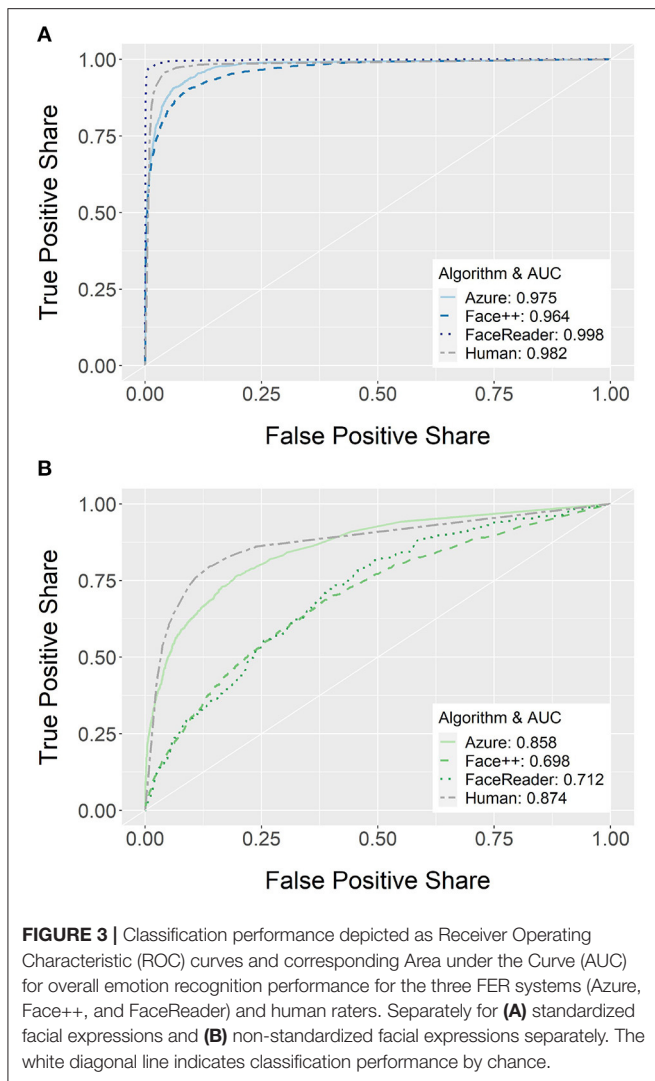 A
True Positive Share
1.00
0.75
0.50
0.25
0.00
Algorithm & AUC
Azure: 0.975
Face++: 0.964
FaceReader: 0.998
Human: 0.982
0.00 0.25 0.50 0.75 1.00
False Positive Share
B
True Positive Share
1.00
0.75
0.50
0.25
0.00
Algorithm & AUC
Azure: 0.858
Face++: 0.698
FaceReader: 0.712
Human: 0.874
0.00 0.25 0.50 0.75 1.00
False Positive Share
FIGURE 3 | Classification performance depicted as Receiver Operating
Characteristic (ROC) curves and corresponding Area under the Curve (AUC)
for overall emotion recognition performance for the three FER systems (Azure,
Face++, and FaceReader) and human raters. Separately for (A) standardized
facial expressions and (B) non-standardized facial expressions separately. The
white diagonal line indicates classification performance by chance.